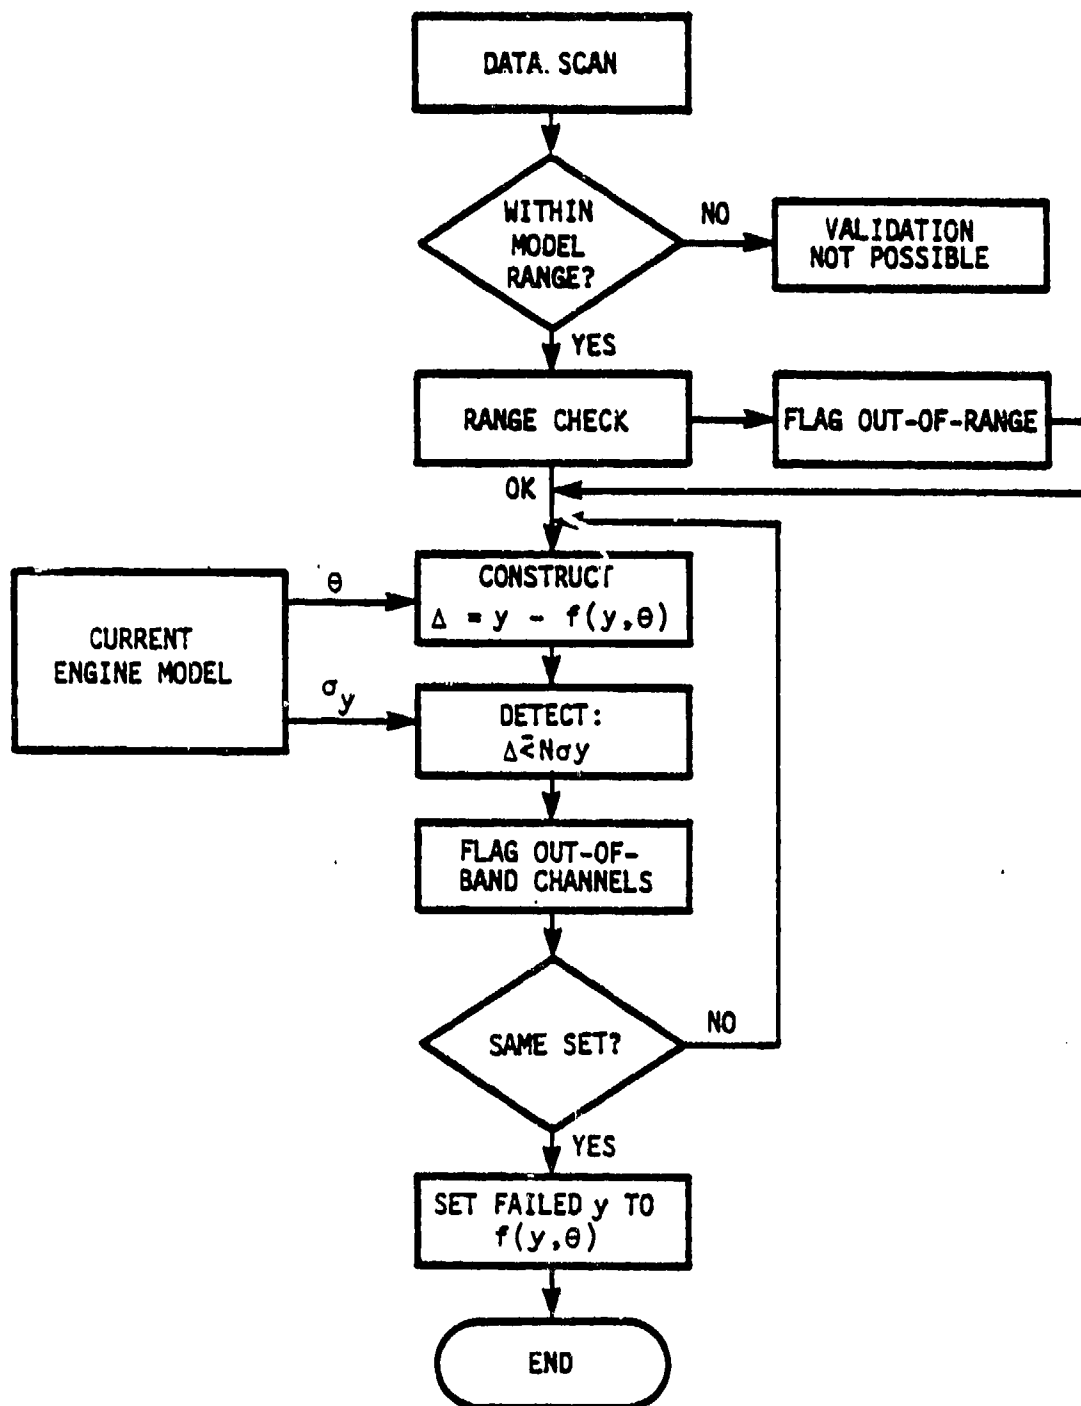 DATA. SCAN
WITHIN
MODEL
RANGE?
NO
VALIDATION
NOT POSSIBLE
YES
RANGE CHECK
FLAG OUT-OF-RANGE
OK
CURRENT
ENGINE MODEL
θ
σy
CONSTRUCT
Δ = y - f(y,θ)
DETECT:
Δ≷Nσy
FLAG OUT-OF-
BAND CHANNELS
SAME SET?
NO
YES
SET FAILED y TO
f(y,θ)
END